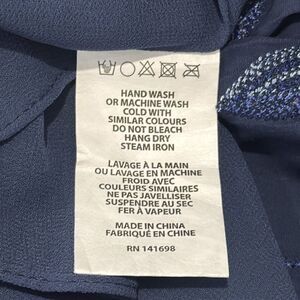 HAND WASH
OR MACHINE WASH
COLD WITH
SIMILAR COLOURS
DO NOT BLEACH
HANG DRY
STEAM IRON
LAVAGE À LA MAIN
OU LAVAGE EN MACHINE
FROID AVEC
COULEURS SIMILAIRES
NE PAS JAVELLISER
SUSPENDRE AU SEC
FER À VAPEUR
MADE IN CHINA
FABRIQUÉ EN CHINE
RN 141698